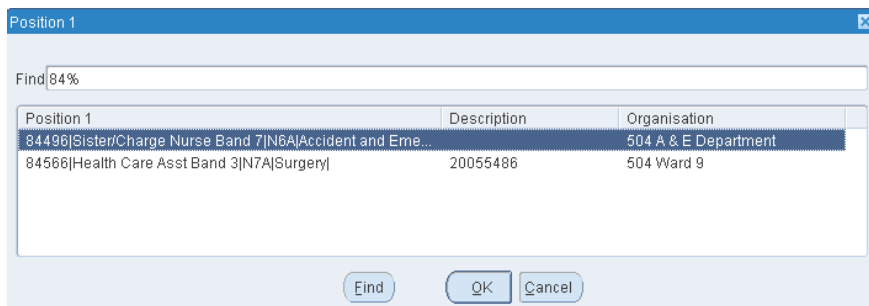 Position 1
Find 84%
Position 1 Description Organisation
84496|Sister/Charge Nurse Band 7|N6A|Accident and Eme... 504 A & E Department
84566|Health Care Asst Band 3|N7A|Surgery| 20055486 504 Ward 9
Find OK Cancel